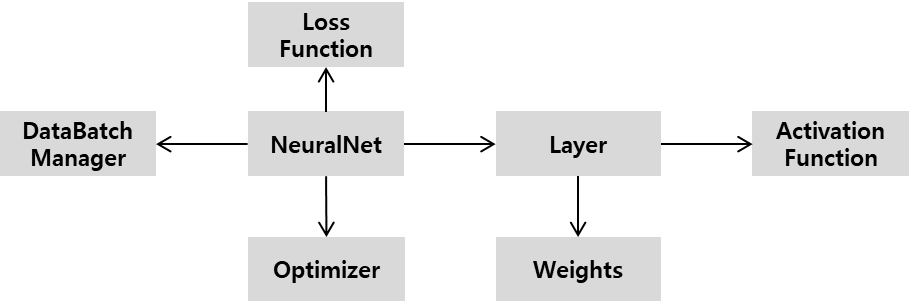 Loss
Function
DataBatch
Manager
NeuralNet
Layer
Activation
Function
Optimizer
Weights